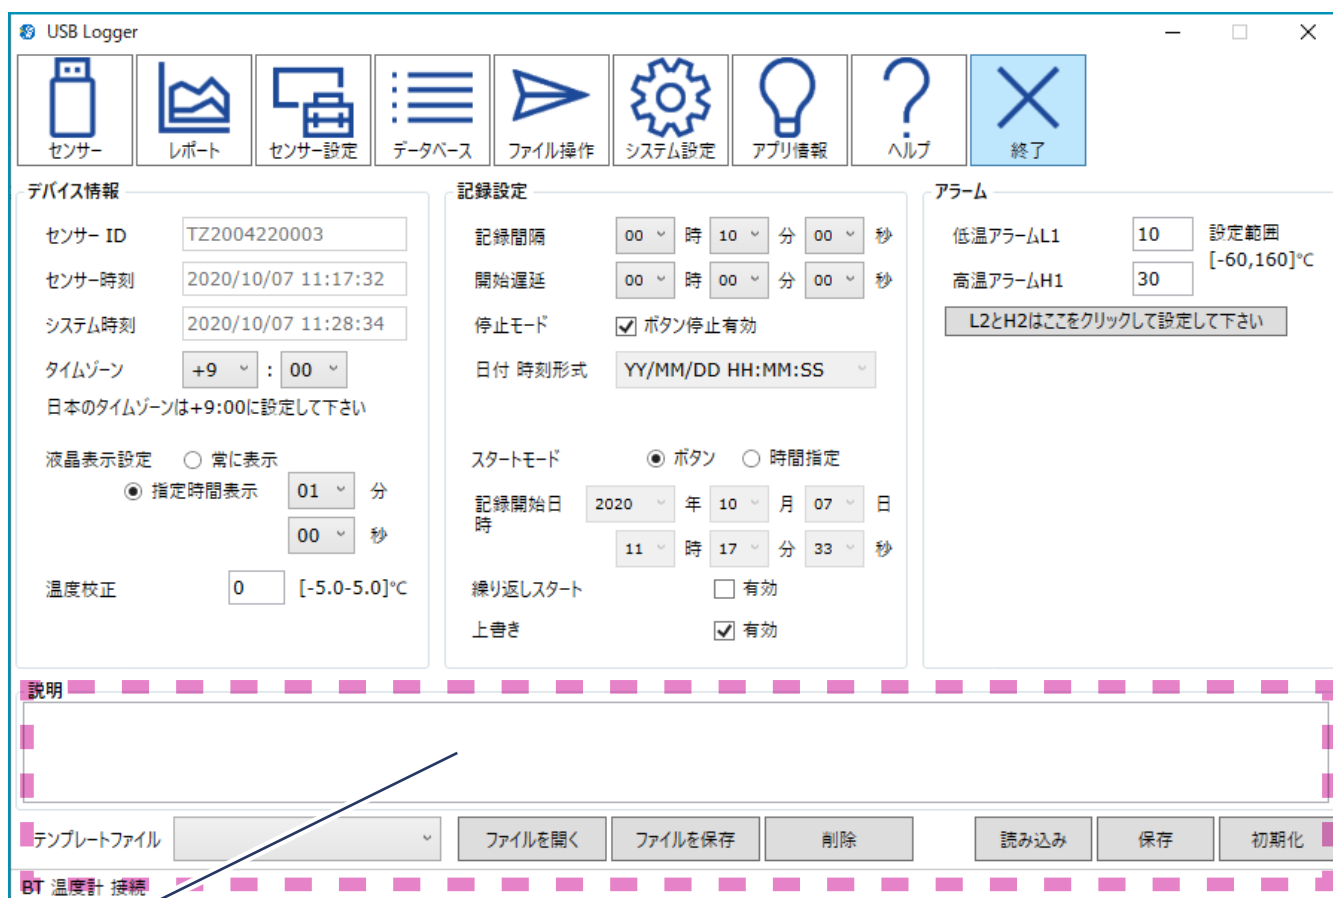 USB Logger
センサー レポート センサー設定 データベース ファイル操作 システム設定 アプリ情報 ヘルプ 終了
デバイス情報
センサー ID TZ2004220003
センサー時刻 2020/10/07 11:17:32
システム時刻 2020/10/07 11:28:34
タイムゾーン +9 : 00
日本のタイムゾーンは+9:00に設定して下さい
液晶表示設定 常に表示
指定時間表示 01 分
00 秒
温度校正 0 [-5.0-5.0]℃
記録設定
記録間隔 00 時 10 分 00 秒
開始遅延 00 時 00 分 00 秒
停止モード ボタン停止有効
日付 時刻形式 YY/MM/DD HH:MM:SS
スタートモード ボタン 時間指定
記録開始日
時
2020 年 10 月 07 日
11 時 17 分 33 秒
繰り返しスタート 有効
上書き 有効
アラーム
低温アラームL1 10 設定範囲
[-60,160]℃
高温アラームH1 30
L2とH2はここをクリックして設定して下さい
説明
テンプレートファイル ファイルを開く ファイルを保存 削除 読み込み 保存 初期化
BT 温度計 接続